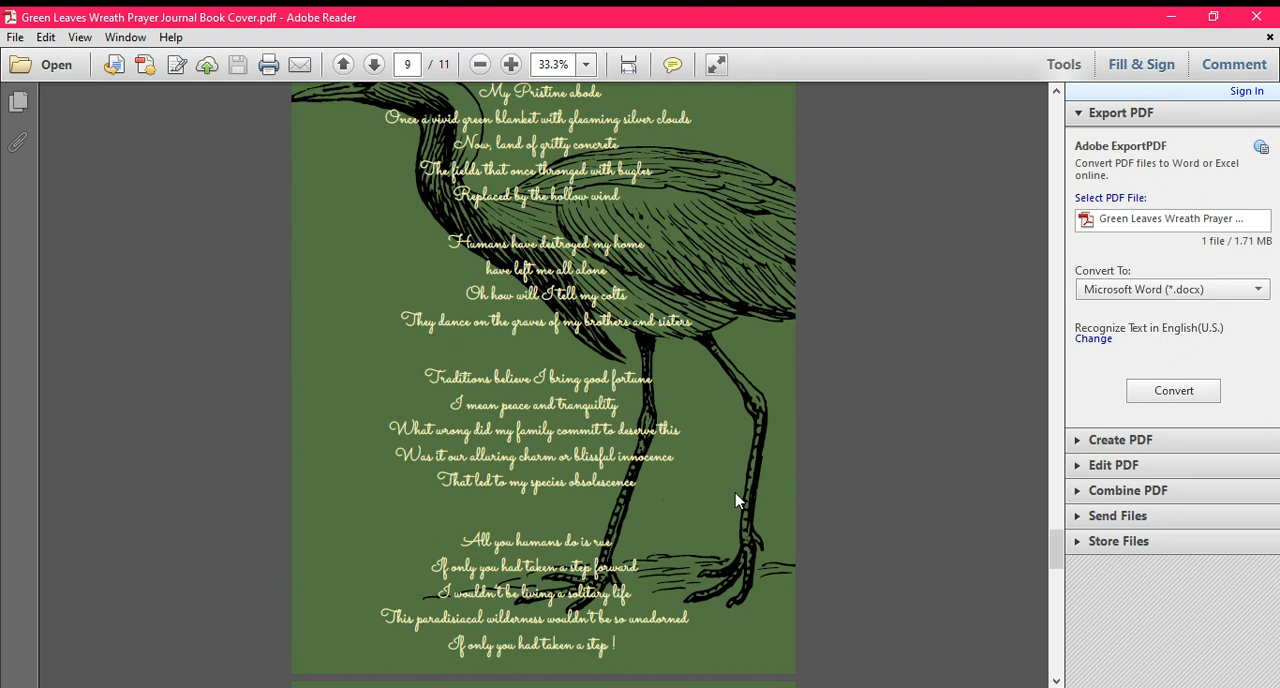 Green Leaves Wreath Prayer Journal Book Cover.pdf - Adobe Reader
File Edit View Window Help
Open 9 / 11 33.3% Tools Fill & Sign Comment
Sign In
Export PDF
Adobe ExportPDF
Convert PDF files to Word or Excel
online.
Select PDF File:
Green Leaves Wreath Prayer ...
1 file / 1.71 MB
Convert To:
Microsoft Word (*.docx)
Recognize Text in English(U.S.)
Change
Convert
Create PDF
Edit PDF
Combine PDF
Send Files
Store Files
My Pristine abode
Once a vivid green blanket with gleaming silver clouds
Now, land of gritty concrete
The fields that once thronged with bugles
Replaced by the hollow wind
Humans have destroyed my home
have left me all alone
Oh how will I tell my colts
They dance on the graves of my brothers and sisters
Traditions believe I bring good fortune
I mean peace and tranquility
What wrong did my family commit to deserve this
Was it our alluring charm or blissful innocence
That led to my species obsolescence
All you humans do is rue
If only you had taken a step forward
I wouldn't be living a solitary life
This paradisiacal wilderness wouldn't be so unadorned
If only you had taken a step !